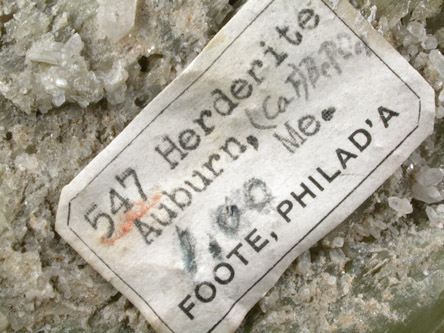 547 Herderite
Auburn, Me.
1.00
FOOTE, PHILAD'A